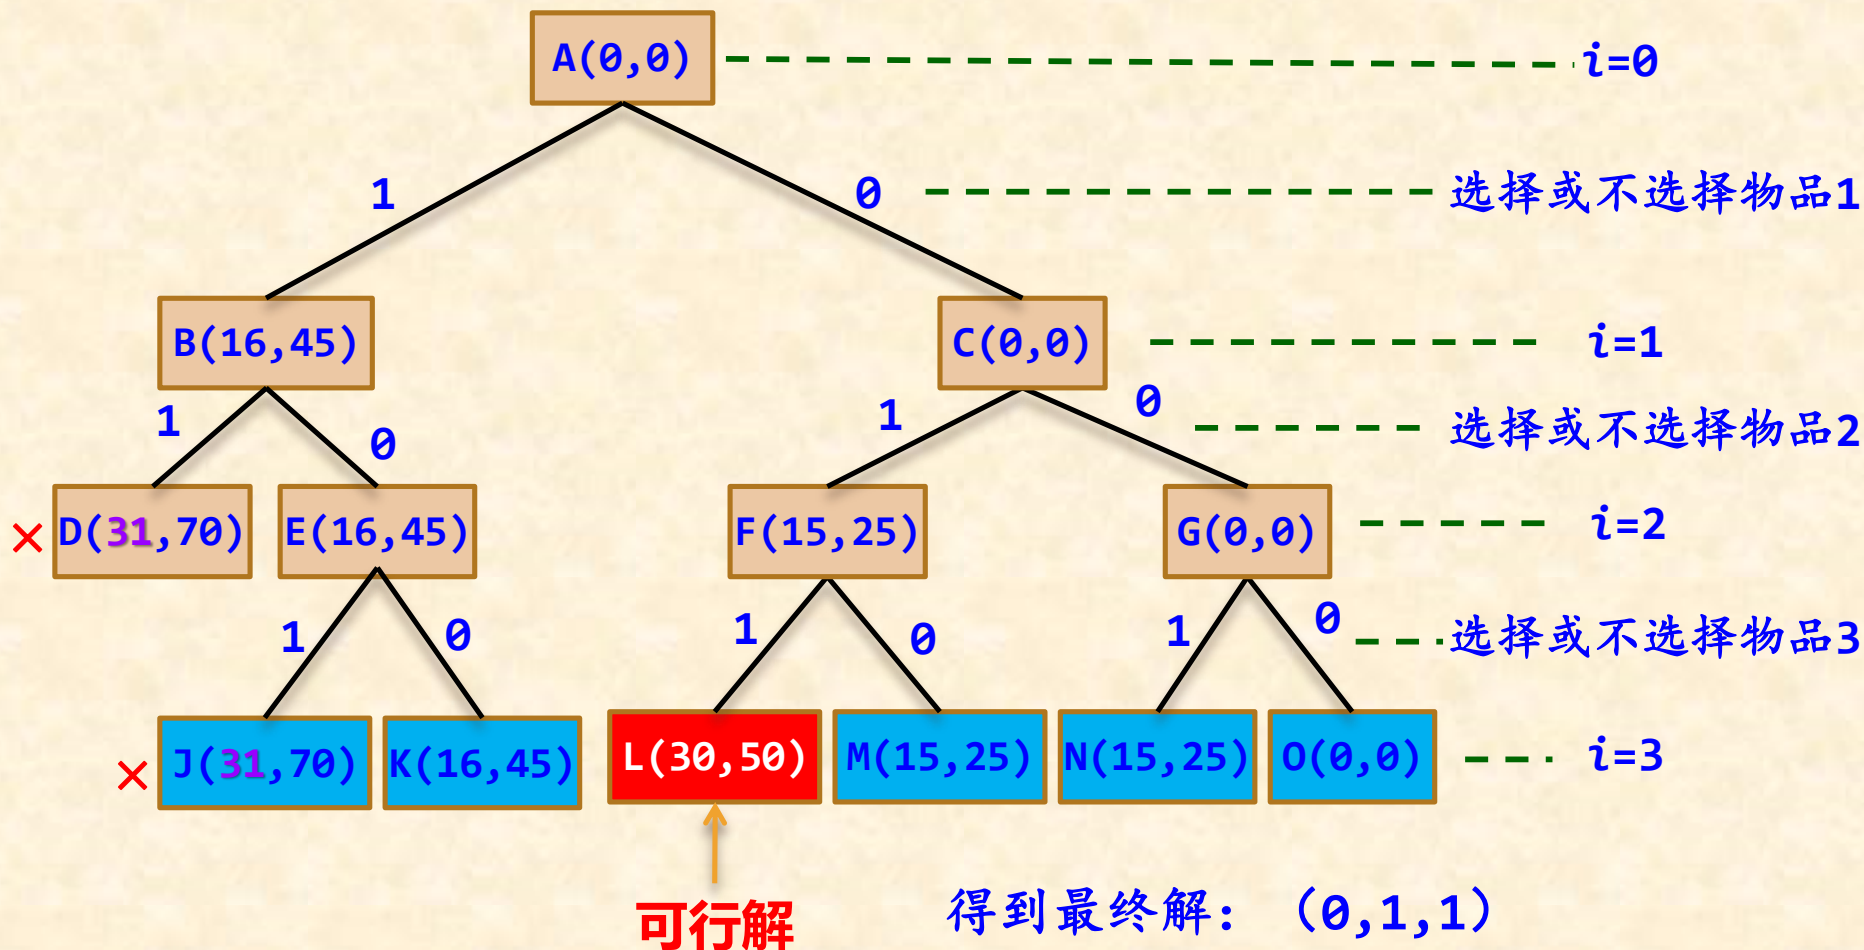 A(0,0) i=0
1 0 选择或不选择物品1
B(16,45) C(0,0) i=1
1 0 1 0 选择或不选择物品2
× D(31,70) E(16,45) F(15,25) G(0,0) i=2
1 0 1 0 1 0 选择或不选择物品3
× J(31,70) K(16,45) L(30,50) M(15,25) N(15,25) O(0,0) i=3
可行解 得到最终解：（0,1,1）